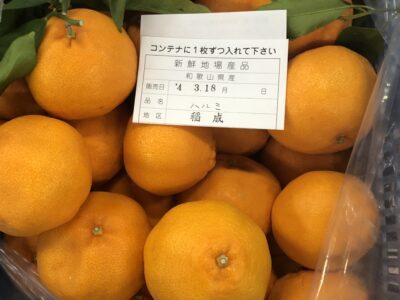 コンテナに1枚ずつ入れて下さい
新鮮地場産品
和歌山県産
販売日 '4 3.18 月 日
品名 ハルミ
地区 稲成